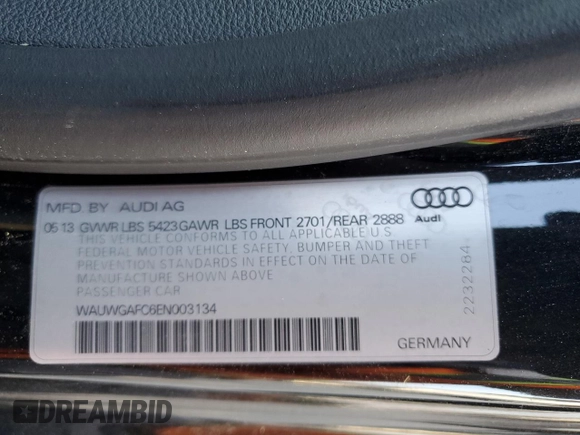 MFD. BY AUDI AG
Audi
05 13 GVWR LBS 5423 GAWR LBS FRONT 2701/REAR 2888
THIS VEHICLE CONFORMS TO ALL APPLICABLE U.S
FEDERAL MOTOR VEHICLE SAFETY, BUMPER AND THEFT
PREVENTION STANDARDS IN EFFECT ON THE DATE OF
MANUFACTURE SHOWN ABOVE
PASSENGER CAR
WAUWGAFC6EN003134
2232284.
GERMANY
DREAMBID